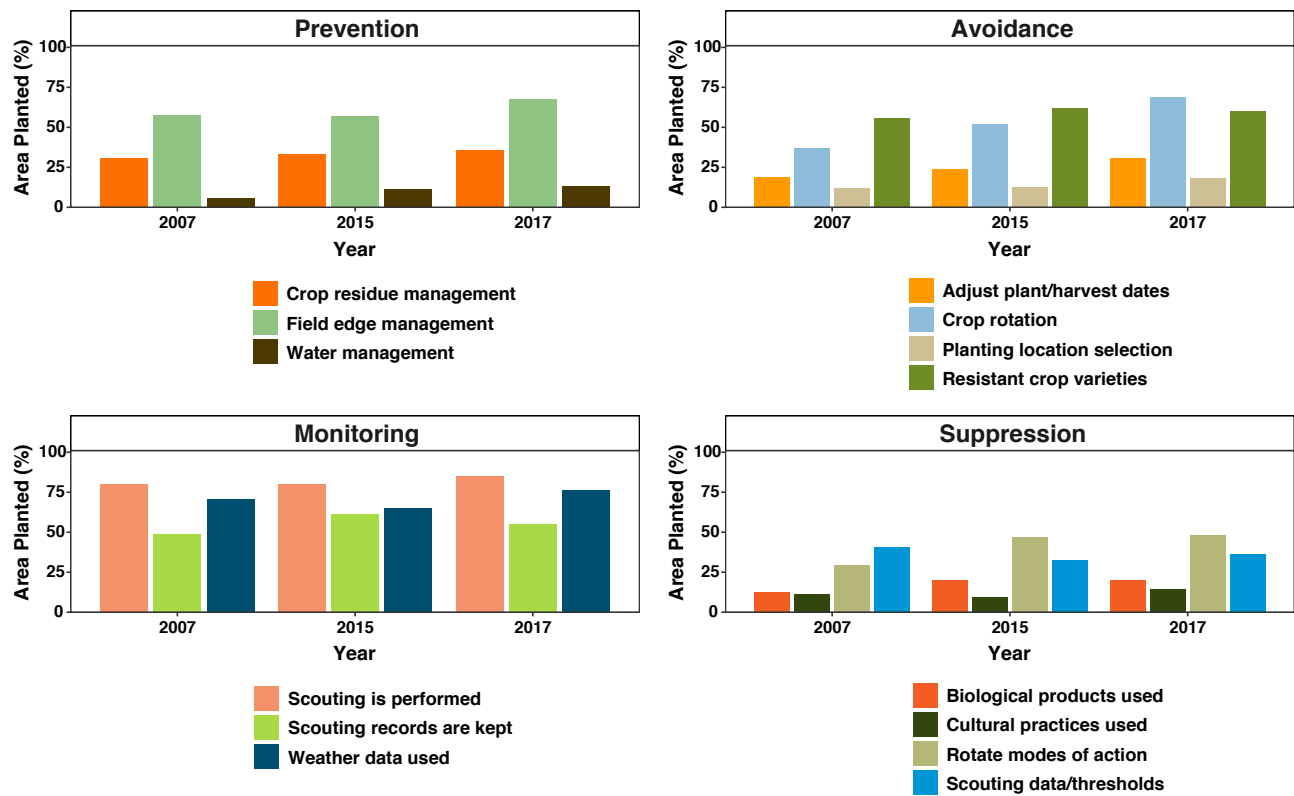 Prevention
Area Planted (%)
100
75
50
25
0
2007
2015
2017
Year
Crop residue management
Field edge management
Water management
Avoidance
Area Planted (%)
100
75
50
25
0
2007
2015
2017
Year
Adjust plant/harvest dates
Crop rotation
Planting location selection
Resistant crop varieties
Monitoring
Area Planted (%)
100
75
50
25
0
2007
2015
2017
Year
Scouting is performed
Scouting records are kept
Weather data used
Suppression
Area Planted (%)
100
75
50
25
0
2007
2015
2017
Year
Biological products used
Cultural practices used
Rotate modes of action
Scouting data/thresholds